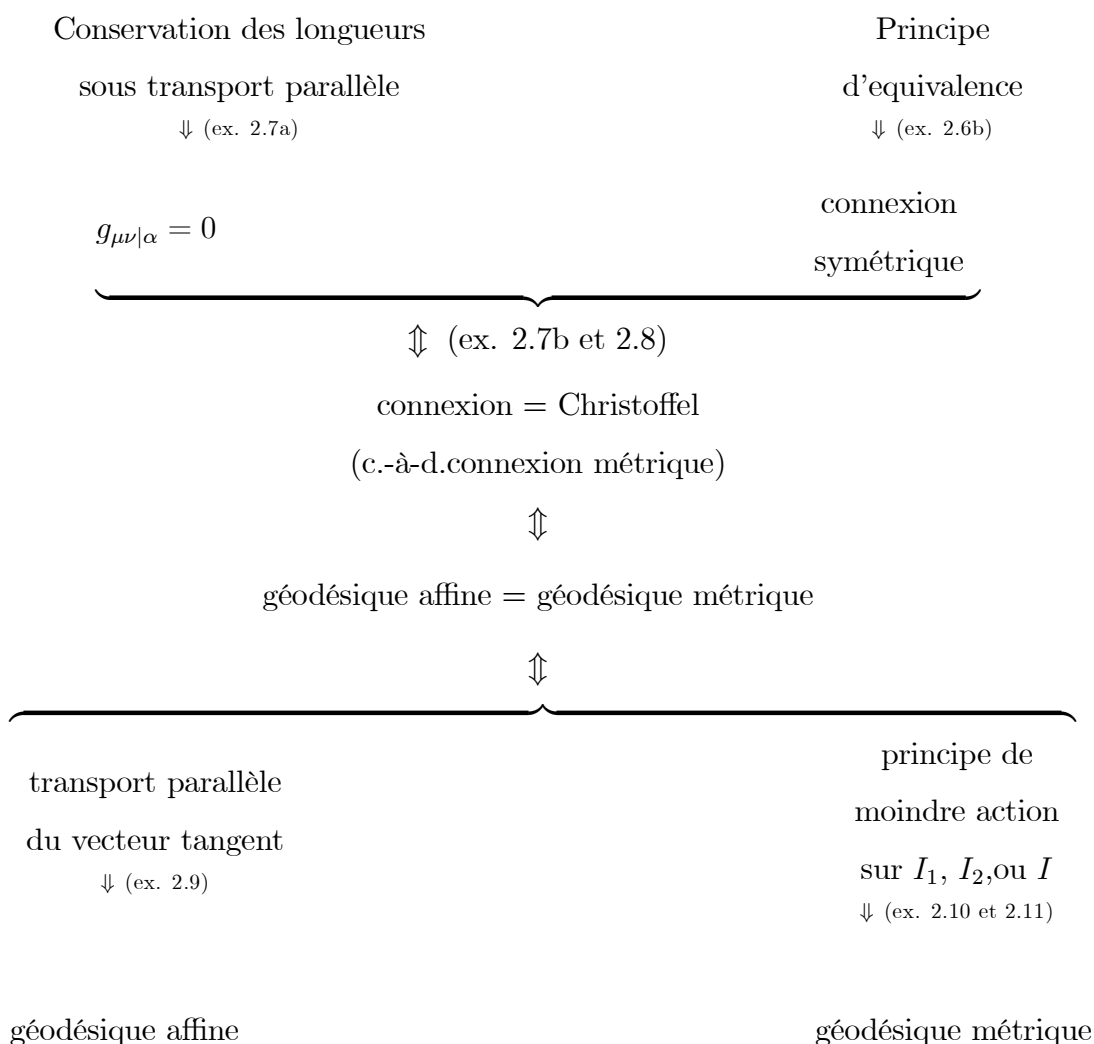 Conservation des longueurs
sous transport parallèle
⇓ (ex. 2.7a)
Principe
d'equivalence
⇓ (ex. 2.6b)
$g_{\mu\nu|\alpha} = 0$
connexion
symétrique
⇕ (ex. 2.7b et 2.8)
connexion = Christoffel
(c.-à-d.connexion métrique)
⇕
géodésique affine = géodésique métrique
⇕
transport parallèle
du vecteur tangent
⇓ (ex. 2.9)
principe de
moindre action
sur $I_1$, $I_2$,ou $I$
⇓ (ex. 2.10 et 2.11)
géodésique affine
géodésique métrique